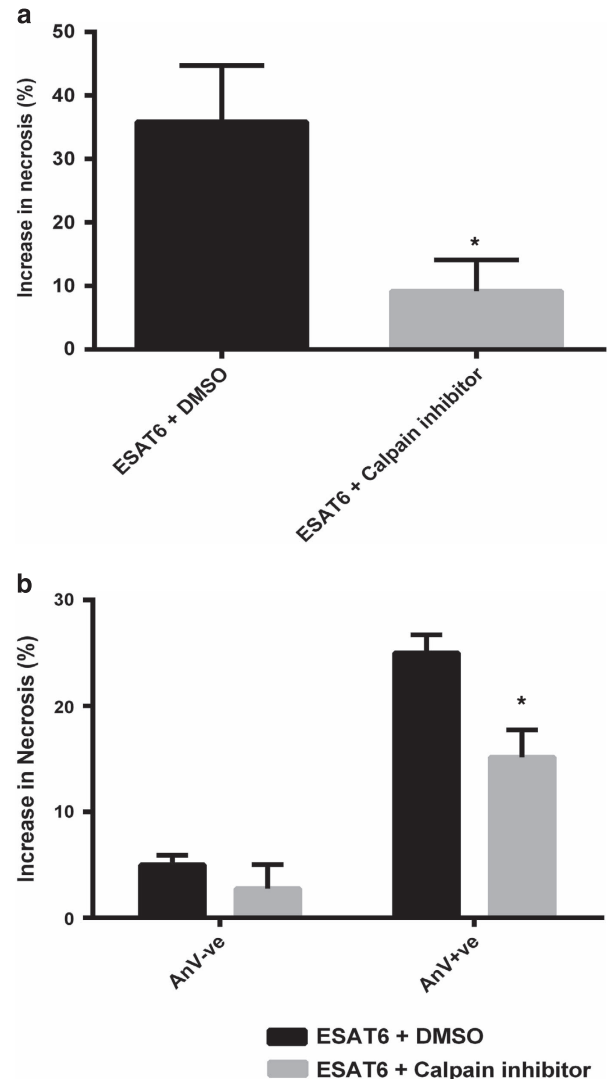 a
50
40
30
20
10
0
Increase in necrosis (%)
*
ESAT6 + DMSO
ESAT6 + Calpain inhibitor
b
30
20
10
0
Increase in Necrosis (%)
*
AnV-ve
AnV+ve
ESAT6 + DMSO
ESAT6 + Calpain inhibitor